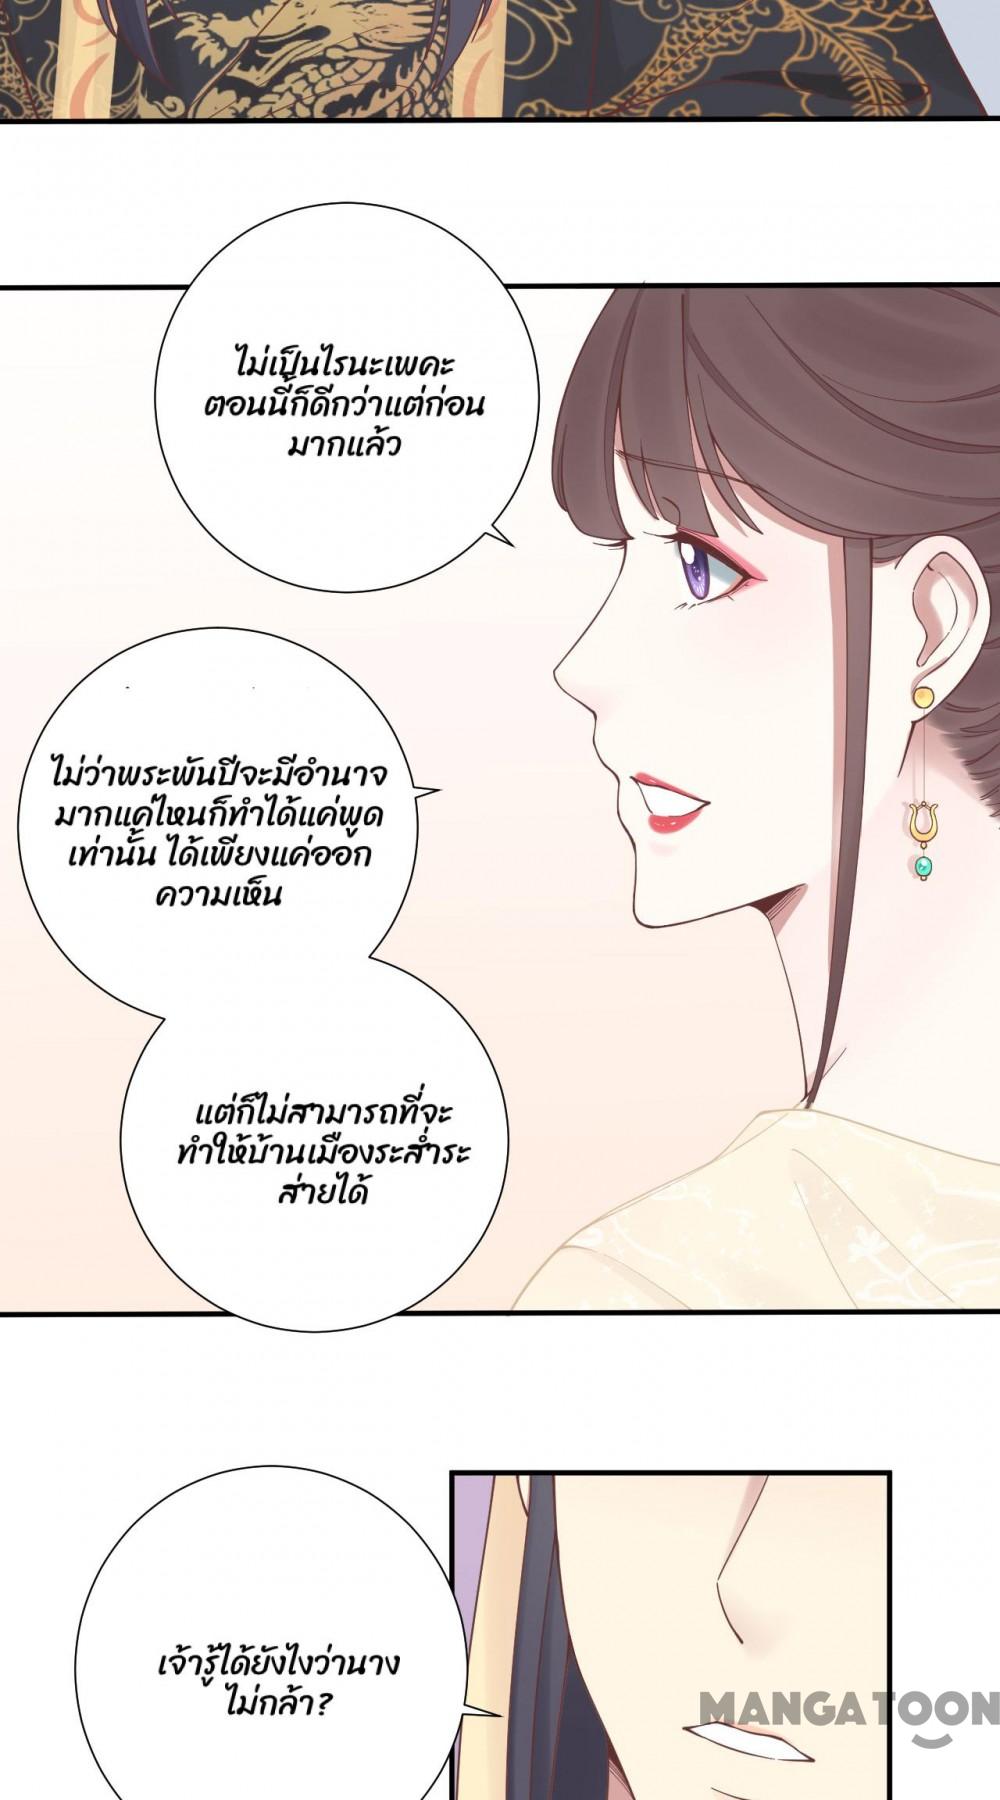 ไม่เป็นไรนะเพคะ
ตอนนี้ก็ดีกว่าแต่ก่อน
มากแล้ว
ไม่ว่าพระพันปีจะมีอำนาจ
มากแค่ไหนก็ทำได้แค่พูด
เท่านั้น ได้เพียงแค่ออก
ความเห็น
แต่ก็ไม่สามารถที่จะ
ทำให้บ้านเมืองระส่ำระ
ส่ายได้
เจ้ารู้ได้ยังไงว่านาง
ไม่กล้า?
MANGATOON
@caricatoon